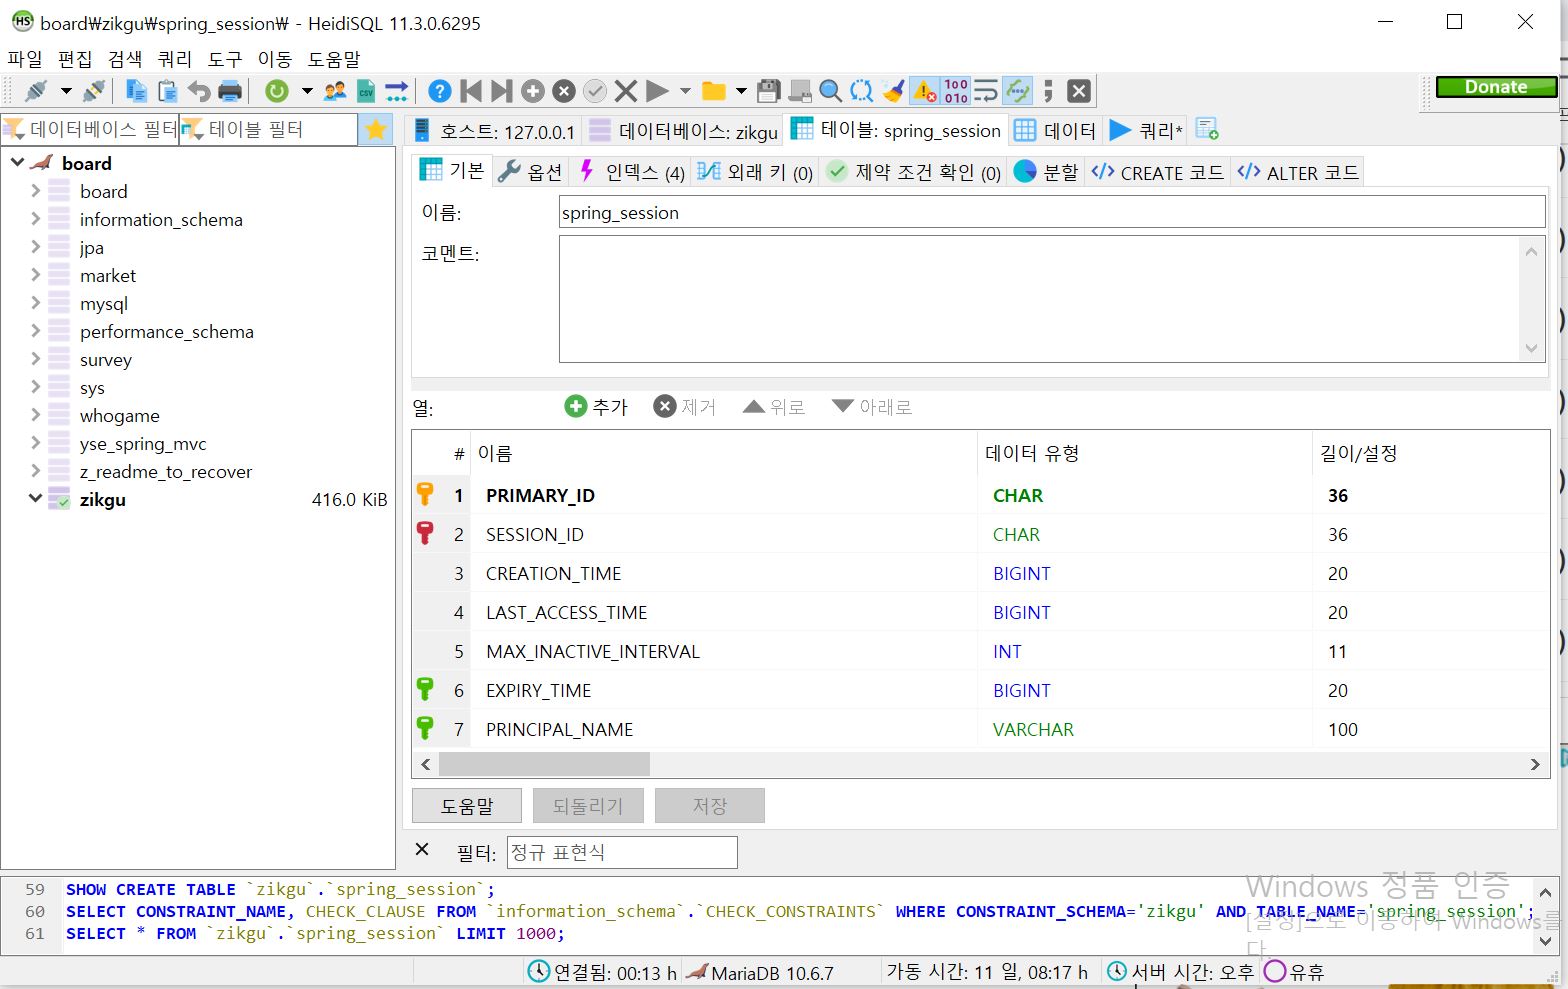 board₩zikgu₩spring_session₩ - HeidiSQL 11.3.0.6295
파일 편집 검색 쿼리 도구 이동 도움말
Donate
데이터베이스 필터 테이블 필터 호스트: 127.0.0.1 데이터베이스: zikgu 테이블: spring_session 데이터 쿼리*
board
board
information_schema
jpa
market
mysql
performance_schema
survey
sys
whogame
yse_spring_mvc
z_readme_to_recover
zikgu 416.0 KiB
기본 옵션 인덱스 (4) 외래 키 (0) 제약 조건 확인 (0) 분할 CREATE 코드 ALTER 코드
이름: spring_session
코멘트:
열: 추가 제거 위로 아래로
# 이름 데이터 유형 길이/설정
1 PRIMARY_ID CHAR 36
2 SESSION_ID CHAR 36
3 CREATION_TIME BIGINT 20
4 LAST_ACCESS_TIME BIGINT 20
5 MAX_INACTIVE_INTERVAL INT 11
6 EXPIRY_TIME BIGINT 20
7 PRINCIPAL_NAME VARCHAR 100
도움말 되돌리기 저장
필터: 정규 표현식
59 SHOW CREATE TABLE `zikgu`.`spring_session`;
60 SELECT CONSTRAINT_NAME, CHECK_CLAUSE FROM `information_schema`.`CHECK_CONSTRAINTS` WHERE CONSTRAINT_SCHEMA='zikgu' AND TABLE_NAME='spring_session';
61 SELECT * FROM `zikgu`.`spring_session` LIMIT 1000;
Windows 정품 인증
[설정]으로 이동하여 Windows를
다.
연결됨: 00:13 h MariaDB 10.6.7 가동 시간: 11 일, 08:17 h 서버 시간: 오후 유휴